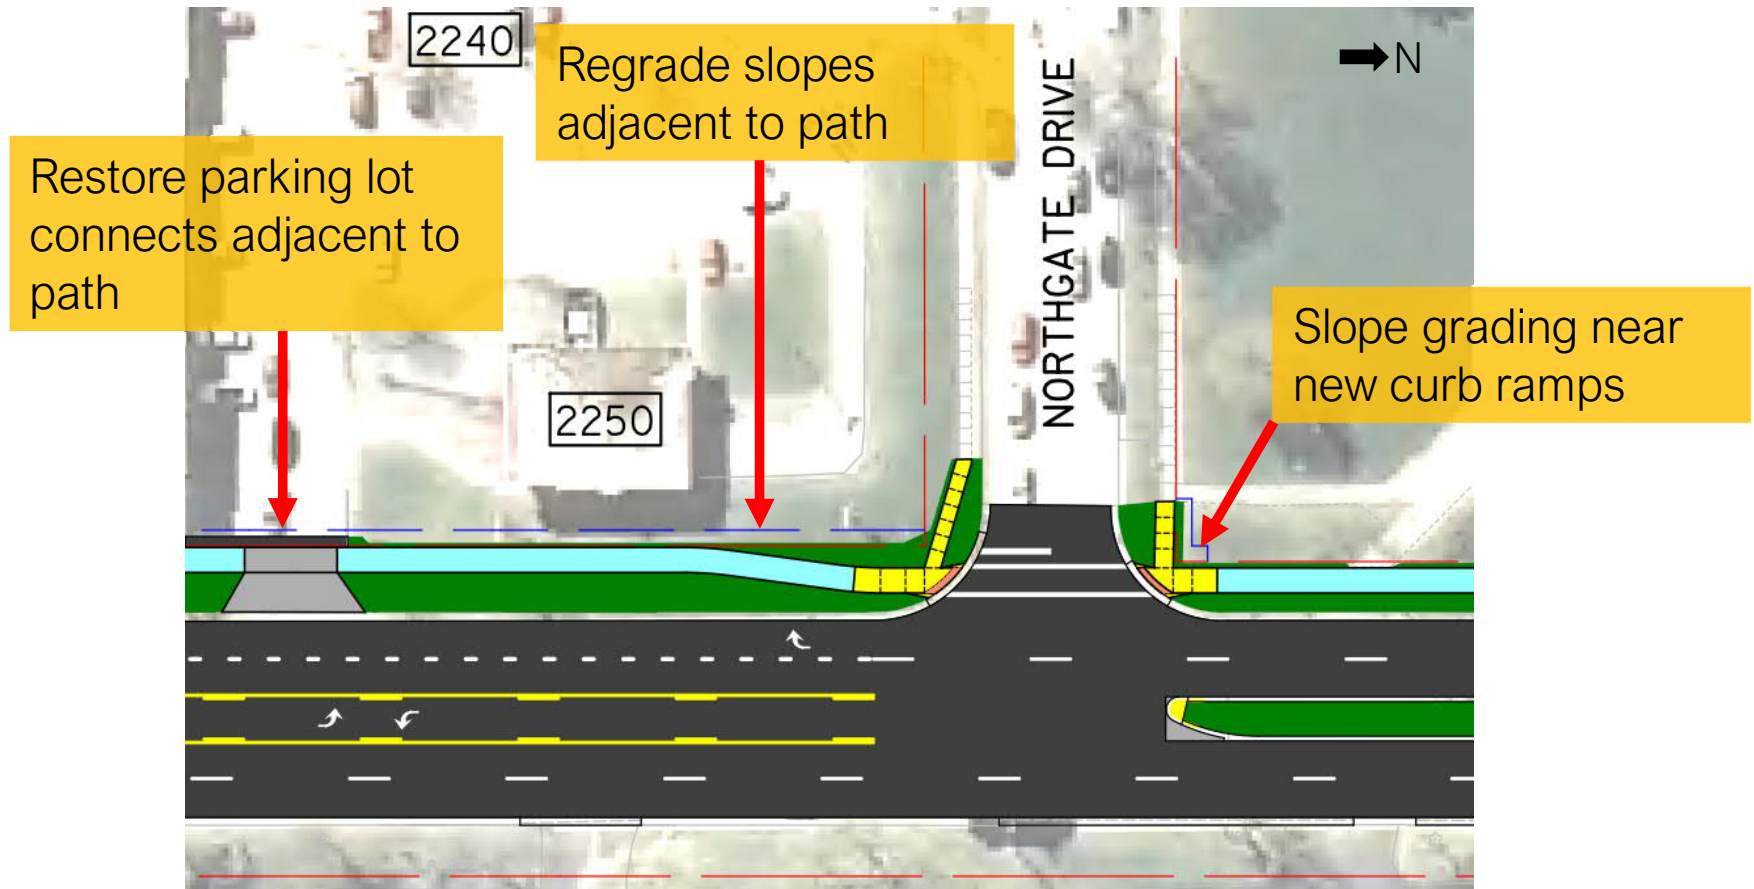 2240
Regrade slopes
adjacent to path
N
Restore parking lot
connects adjacent to
path
NORTHGATE DRIVE
Slope grading near
new curb ramps
2250